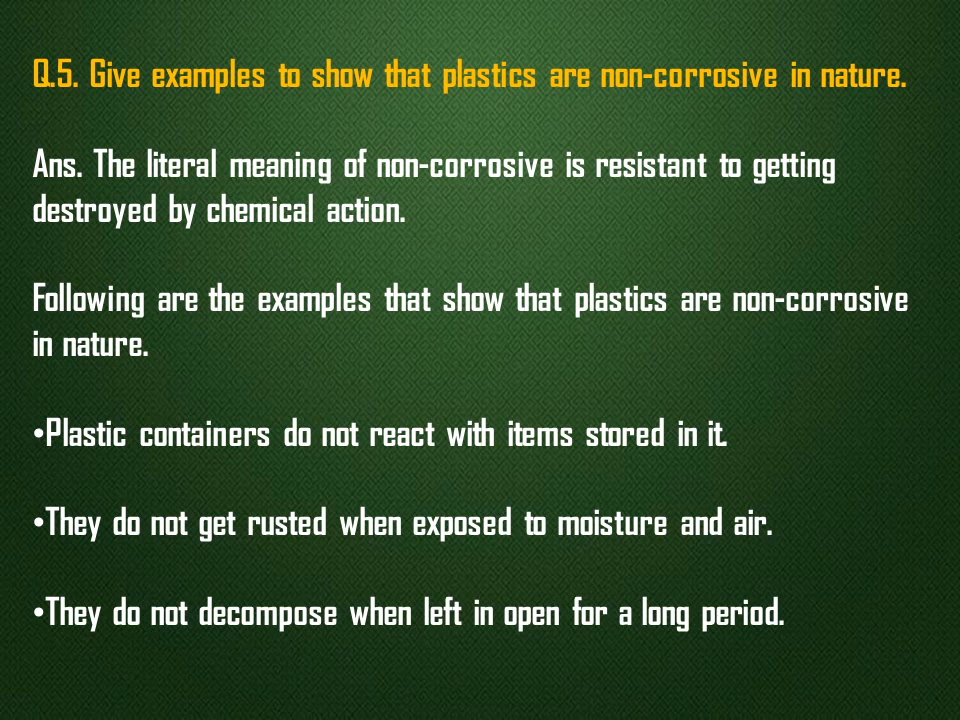 Q.5. Give examples to show that plastics are non-corrosive in nature.
Ans. The literal meaning of non-corrosive is resistant to getting
destroyed by chemical action.
Following are the examples that show that plastics are non-corrosive
in nature.
•Plastic containers do not react with items stored in it.
•They do not get rusted when exposed to moisture and air.
•They do not decompose when left in open for a long period.